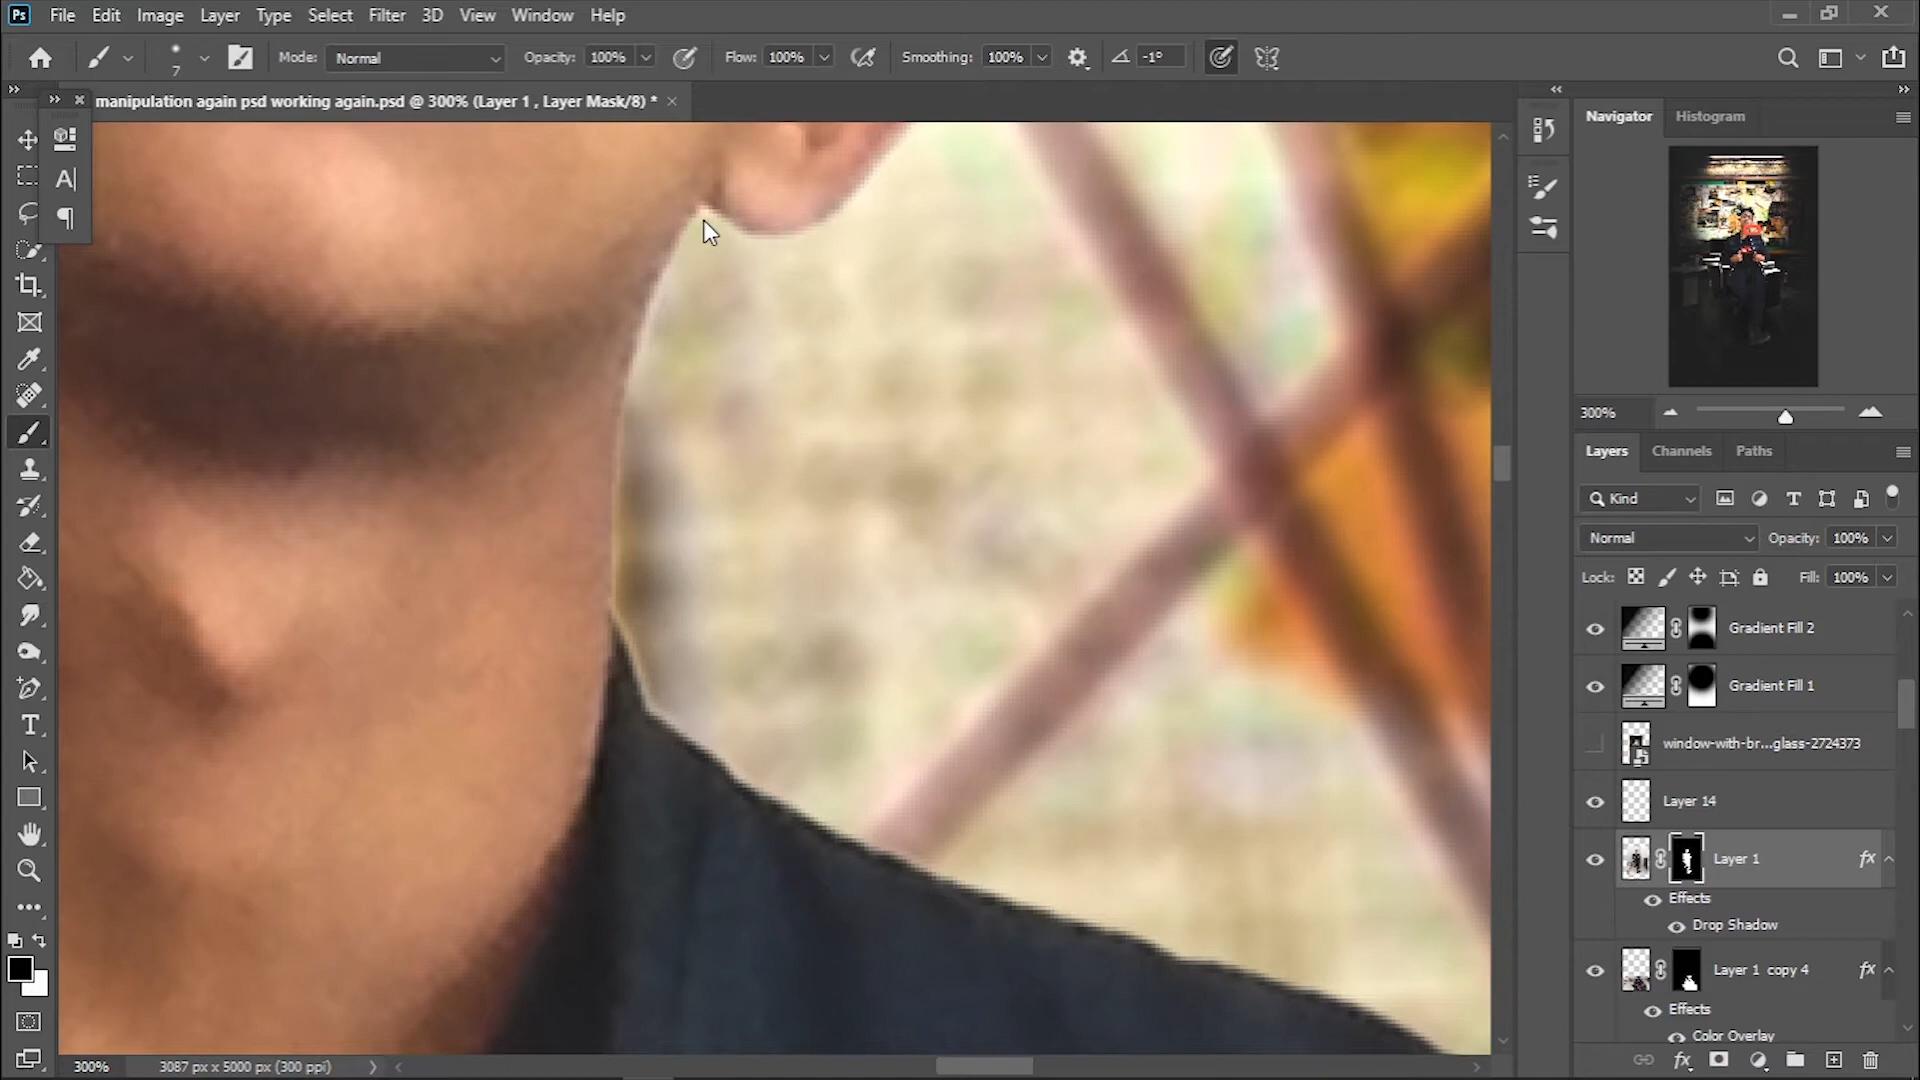 Ps File Edit Image Layer Type Select Filter 3D View Window Help
7 Mode: Normal Opacity: 100% Flow: 100% Smoothing: 100% -1°
manipulation again psd working again.psd @ 300% (Layer 1 , Layer Mask/8) * ×
Navigator Histogram
300%
Layers Channels Paths
Kind
Normal Opacity: 100%
Lock: Fill: 100%
Gradient Fill 2
Gradient Fill 1
window-with-br...glass-2724373
Layer 14
Layer 1 fx
Effects
Drop Shadow
Layer 1 copy 4 fx
Effects
Color Overlay
300% 3087 px x 5000 px (300 ppi)